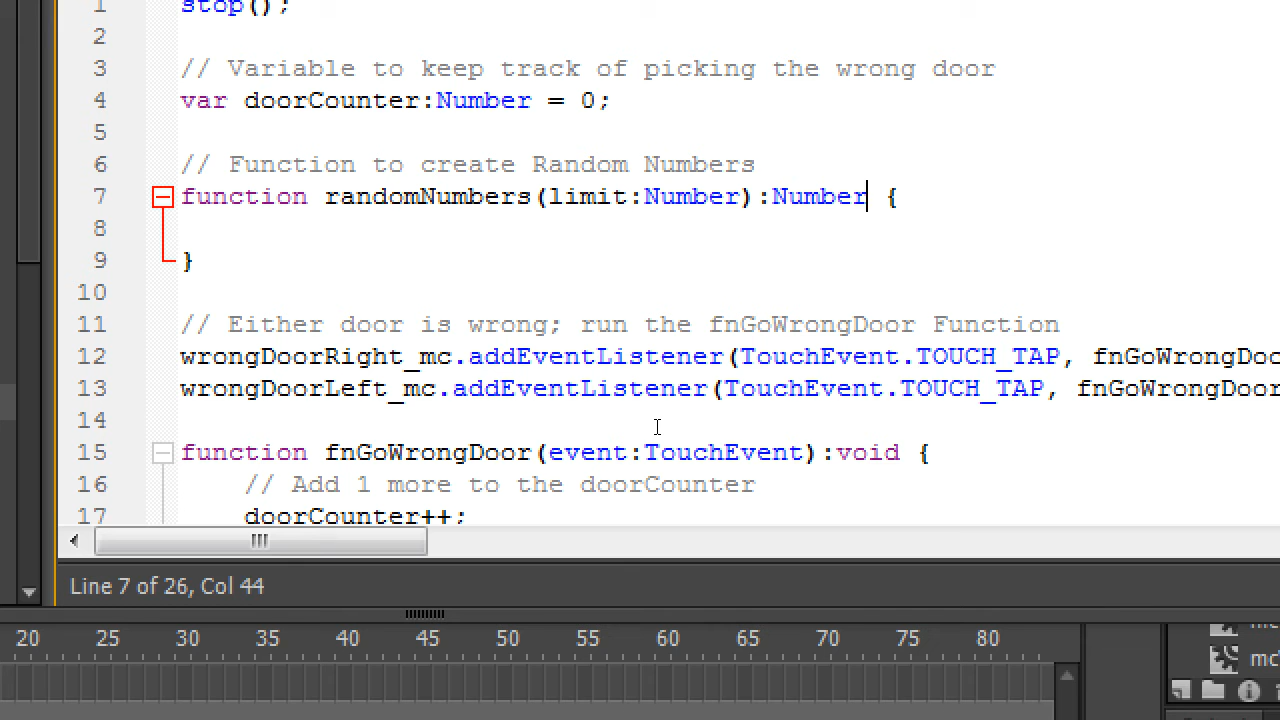 1 stop();
2
3 // Variable to keep track of picking the wrong door
4 var doorCounter:Number = 0;
5
6 // Function to create Random Numbers
7 function randomNumbers(limit:Number):Number {
8
9 }
10
11 // Either door is wrong; run the fnGoWrongDoor Function
12 wrongDoorRight_mc.addEventListener(TouchEvent.TOUCH_TAP, fnGoWrongDoo
13 wrongDoorLeft_mc.addEventListener(TouchEvent.TOUCH_TAP, fnGoWrongDoor
14
15 function fnGoWrongDoor(event:TouchEvent):void {
16 // Add 1 more to the doorCounter
17 doorCounter++;
Line 7 of 26, Col 44
20 25 30 35 40 45 50 55 60 65 70 75 80